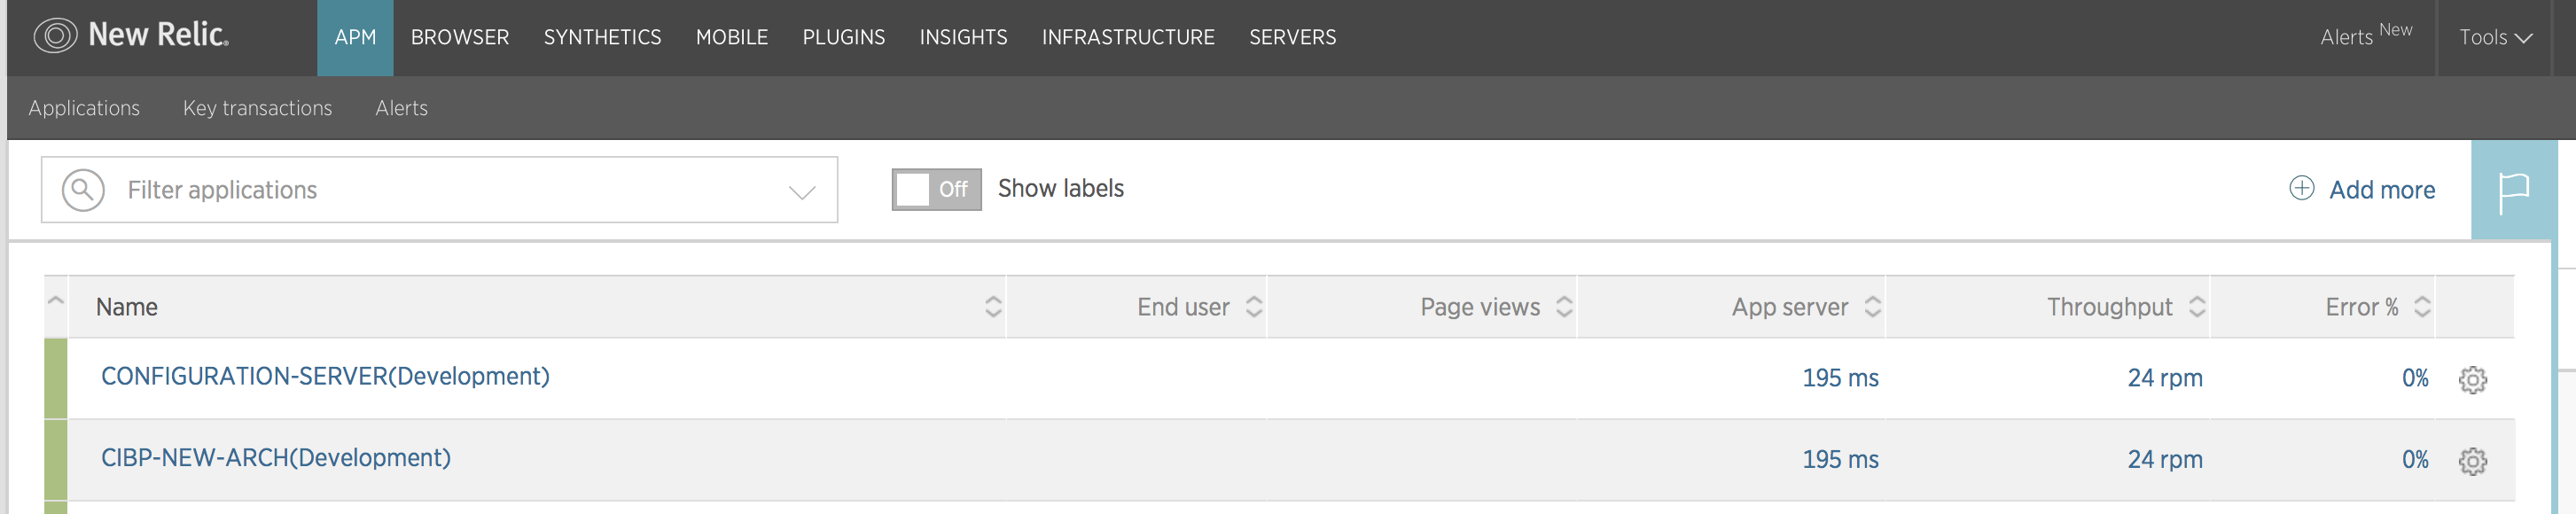 New Relic. APM BROWSER SYNTHETICS MOBILE PLUGINS INSIGHTS INFRASTRUCTURE SERVERS Alerts New Tools
Applications Key transactions Alerts
Filter applications Off Show labels Add more
Name End user Page views App server Throughput Error %
CONFIGURATION-SERVER(Development) 195 ms 24 rpm 0%
CIBP-NEW-ARCH(Development) 195 ms 24 rpm 0%